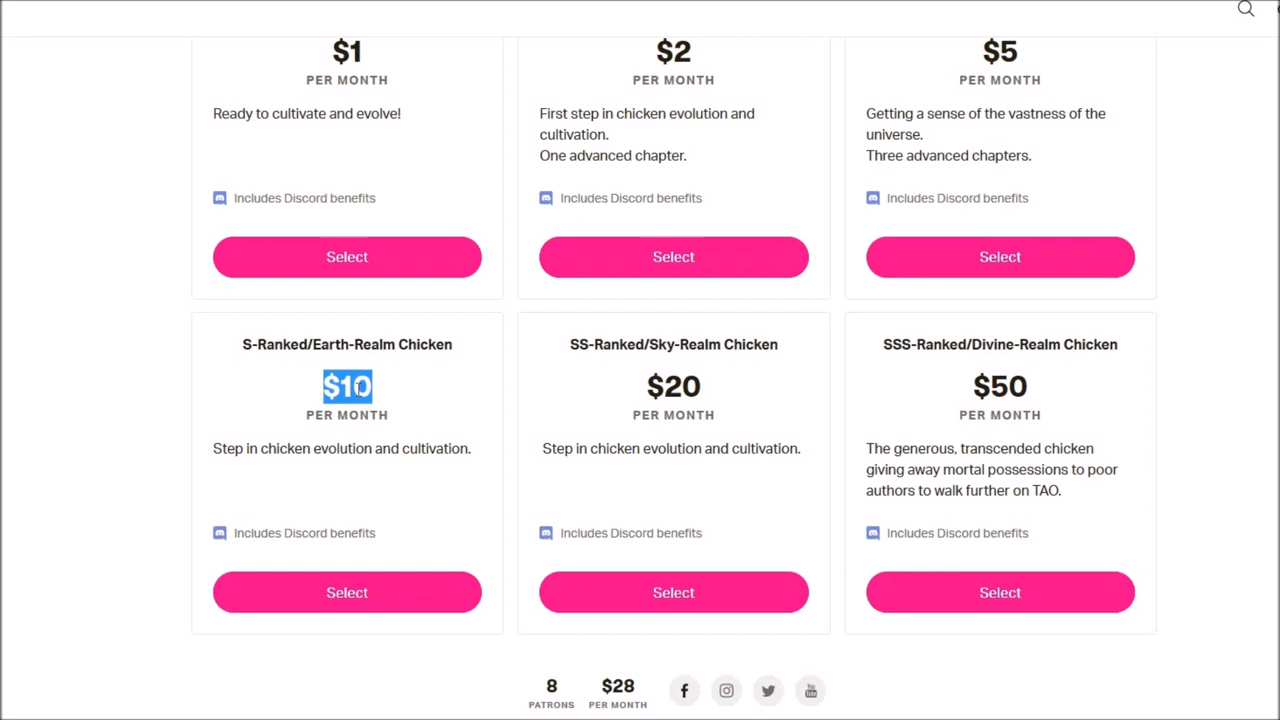 $1
PER MONTH
Ready to cultivate and evolve!
Includes Discord benefits
Select
$2
PER MONTH
First step in chicken evolution and
cultivation.
One advanced chapter.
Includes Discord benefits
Select
$5
PER MONTH
Getting a sense of the vastness of the
universe.
Three advanced chapters.
Includes Discord benefits
Select
S-Ranked/Earth-Realm Chicken
$10
PER MONTH
Step in chicken evolution and cultivation.
Includes Discord benefits
Select
SS-Ranked/Sky-Realm Chicken
$20
PER MONTH
Step in chicken evolution and cultivation.
Includes Discord benefits
Select
SSS-Ranked/Divine-Realm Chicken
$50
PER MONTH
The generous, transcended chicken
giving away mortal possessions to poor
authors to walk further on TAO.
Includes Discord benefits
Select
8
PATRONS
$28
PER MONTH